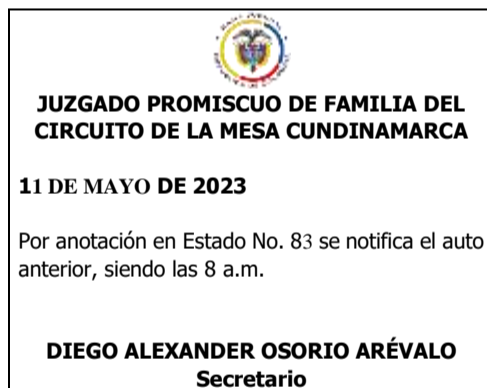 JUZGADO PROMISCUO DE FAMILIA DEL
CIRCUITO DE LA MESA CUNDINAMARCA
11 DE MAYO DE 2023
Por anotación en Estado No. 83 se notifica el auto
anterior, siendo las 8 a.m.
DIEGO ALEXANDER OSORIO ARÉVALO
Secretario